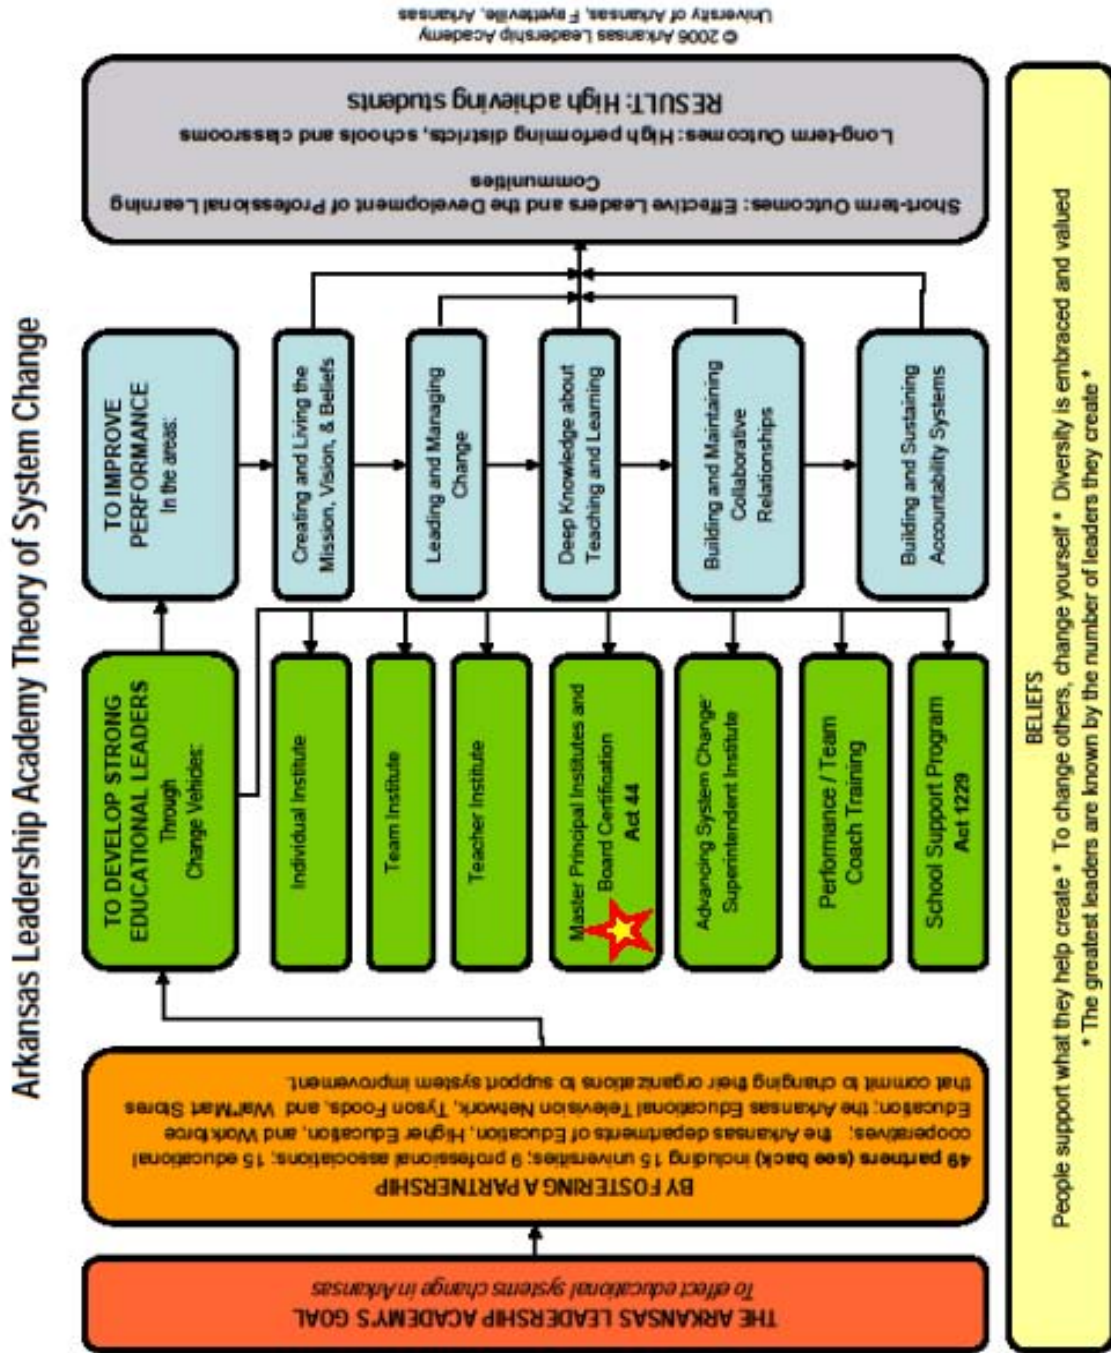 Arkansas Leadership Academy Theory of System Change
THE ARKANSAS LEADERSHIP ACADEMY'S GOAL
To effect educational systems change in Arkansas
BY FOSTERING A PARTNERSHIP
49 partners (see back) including 15 universities; 9 professional associations; 15 educational
cooperatives; the Arkansas departments of Education, Higher Education, and Workforce
Education; the Arkansas Educational Television Network, Tyson Foods, and Wal*Mart Stores
that commit to changing their organizations to support system improvement.
TO DEVELOP STRONG
EDUCATIONAL LEADERS
Through
Change Vehicles:
Individual Institute
Team Institute
Teacher Institute
Master Principal Institutes and
Board Certification
Act 44
Advancing System Change:
Superintendent Institute
Performance / Team
Coach Training
School Support Program
Act 1229
TO IMPROVE
PERFORMANCE
In the areas:
Creating and Living the
Mission, Vision, & Beliefs
Leading and Managing
Change
Deep Knowledge about
Teaching and Learning
Building and Maintaining
Collaborative
Relationships
Building and Sustaining
Accountability Systems
Short-term Outcomes: Effective Leaders and the Development of Professional Learning
Communities
Long-term Outcomes: High performing districts, schools and classrooms
RESULT: High achieving students
© 2006 Arkansas Leadership Academy
University of Arkansas, Fayetteville, Arkansas
BELIEFS
People support what they help create * To change others, change yourself * Diversity is embraced and valued
* The greatest leaders are known by the number of leaders they create *